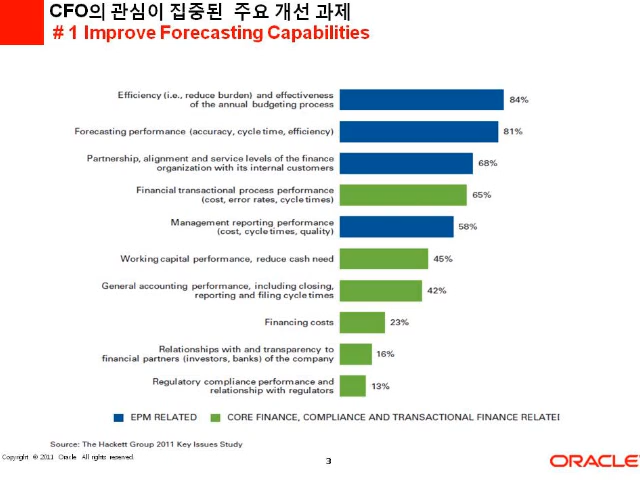 CFO의 관심이 집중된 주요 개선 과제
# 1 Improve Forecasting Capabilities
Efficiency (i.e., reduce burden) and effectiveness
of the annual budgeting process
84%
Forecasting performance (accuracy, cycle time, efficiency)
81%
Partnership, alignment and service levels of the finance
organization with its internal customers
68%
Financial transactional process performance
(cost, error rates, cycle times)
65%
Management reporting performance
(cost, cycle times, quality)
58%
Working capital performance, reduce cash need
45%
General accounting performance, including closing,
reporting and filing cycle times
42%
Financing costs
23%
Relationships with and transparency to
financial partners (investors, banks) of the company
16%
Regulatory compliance performance and
relationship with regulators
13%
EPM RELATED
CORE FINANCE, COMPLIANCE AND TRANSACTIONAL FINANCE RELATE
Source: The Hackett Group 2011 Key Issues Study
Copyright © 2011 Oracle. All rights reserved.
3
ORACLE